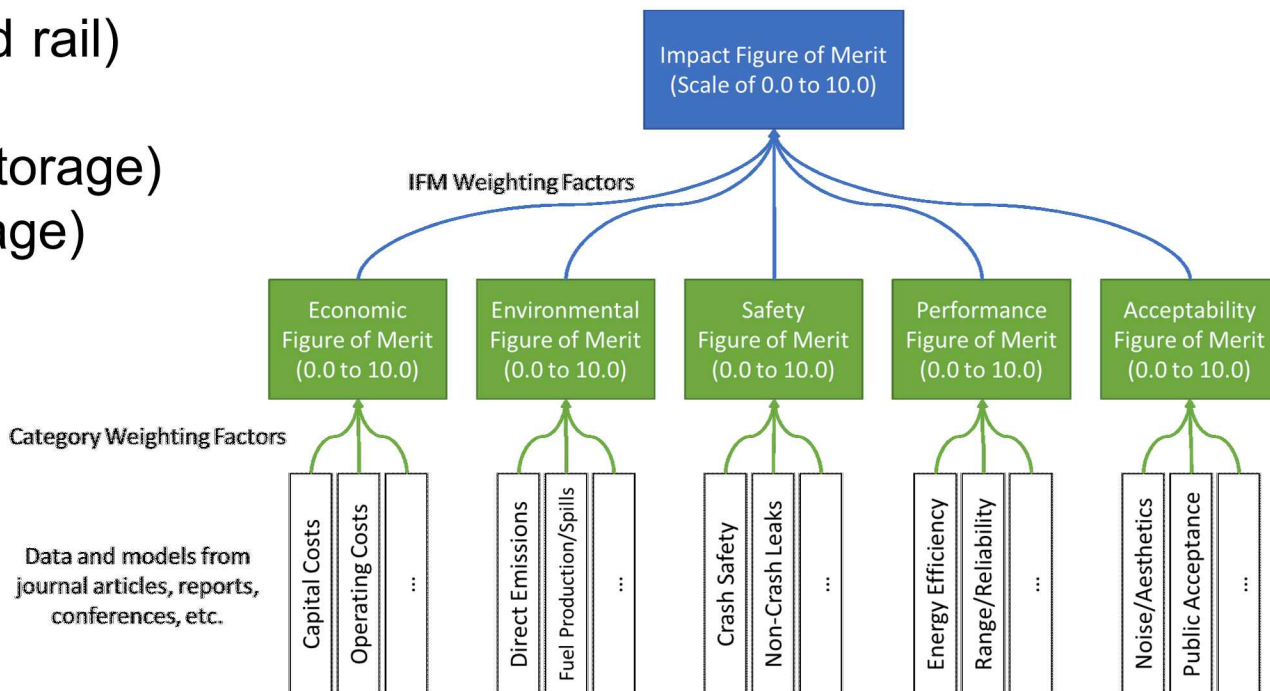 d rail)
torage)
age)
Impact Figure of Merit
(Scale of 0.0 to 10.0)
IFM Weighting Factors
Economic
Figure of Merit
(0.0 to 10.0)
Environmental
Figure of Merit
(0.0 to 10.0)
Safety
Figure of Merit
(0.0 to 10.0)
Performance
Figure of Merit
(0.0 to 10.0)
Acceptability
Figure of Merit
(0.0 to 10.0)
Category Weighting Factors
Data and models from
journal articles, reports,
conferences, etc.
Capital Costs
Operating Costs
...
Direct Emissions
Fuel Production/Spills
...
Crash Safety
Non-Crash Leaks
...
Energy Efficiency
Range/Reliability
...
Noise/Aesthetics
Public Acceptance
...